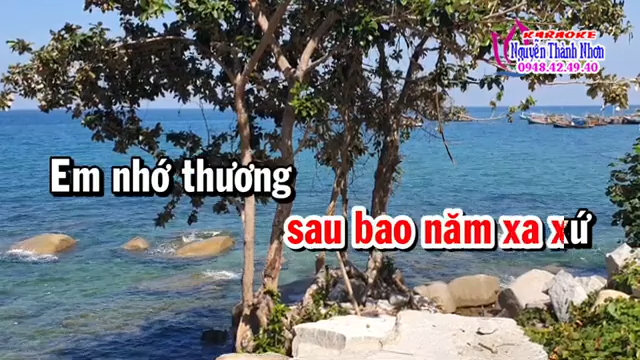 KARAOKE
Nguyễn Thành Nhơn
0948.42.49.40
Em nhớ thương
sau bao năm xa xứ